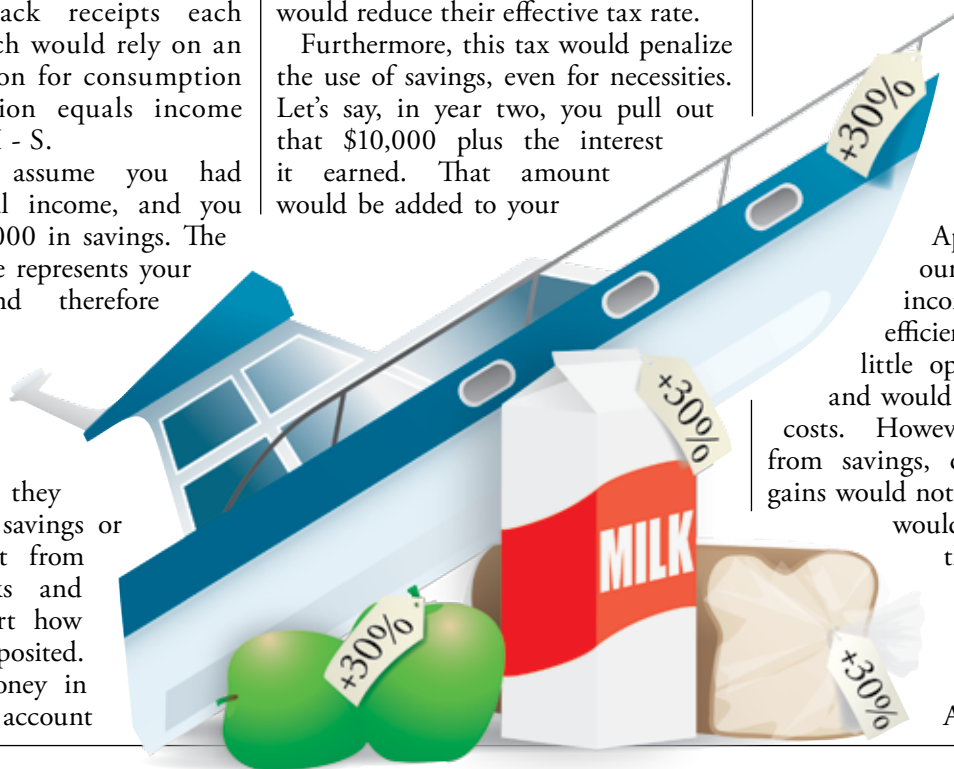 ack receipts each
ch would rely on an
on for consumption
ion equals income
- S.
assume you had
l income, and you
000 in savings. The
e represents your
nd therefore
they
savings or
t from
ks and
rt how
posited.
oney in
account
would reduce their effective tax rate.
Furthermore, this tax would penalize
the use of savings, even for necessities.
Let's say, in year two, you pull out
that $10,000 plus the interest
it earned. That amount
would be added to your
Ap
our
inco
efficien
little op
and would
costs. Howev
from savings,
gains would not
would
t
A
+30%
+30%
MILK
+30%
+30%